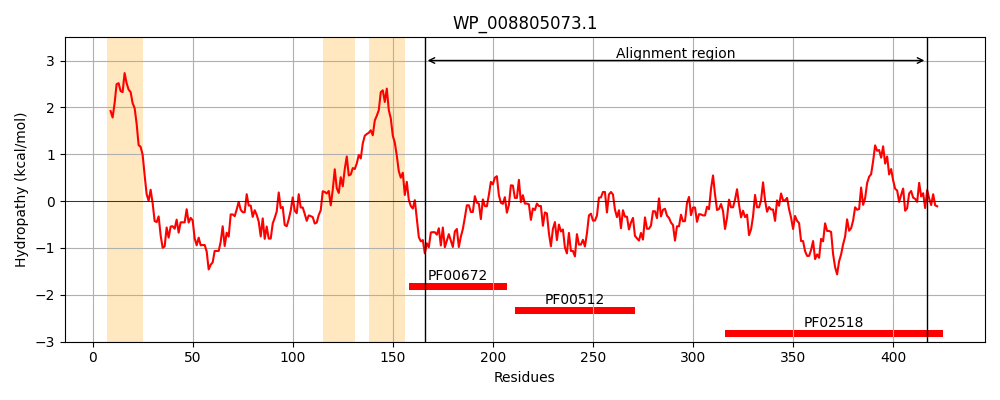 WP_008805073.1
Alignment region
Hydropathy (kcal/mol)
3
2
1
0
−1
−2
−3
PF00672
PF00512
PF02518
0 50 100 150 200 250 300 350 400
Residues